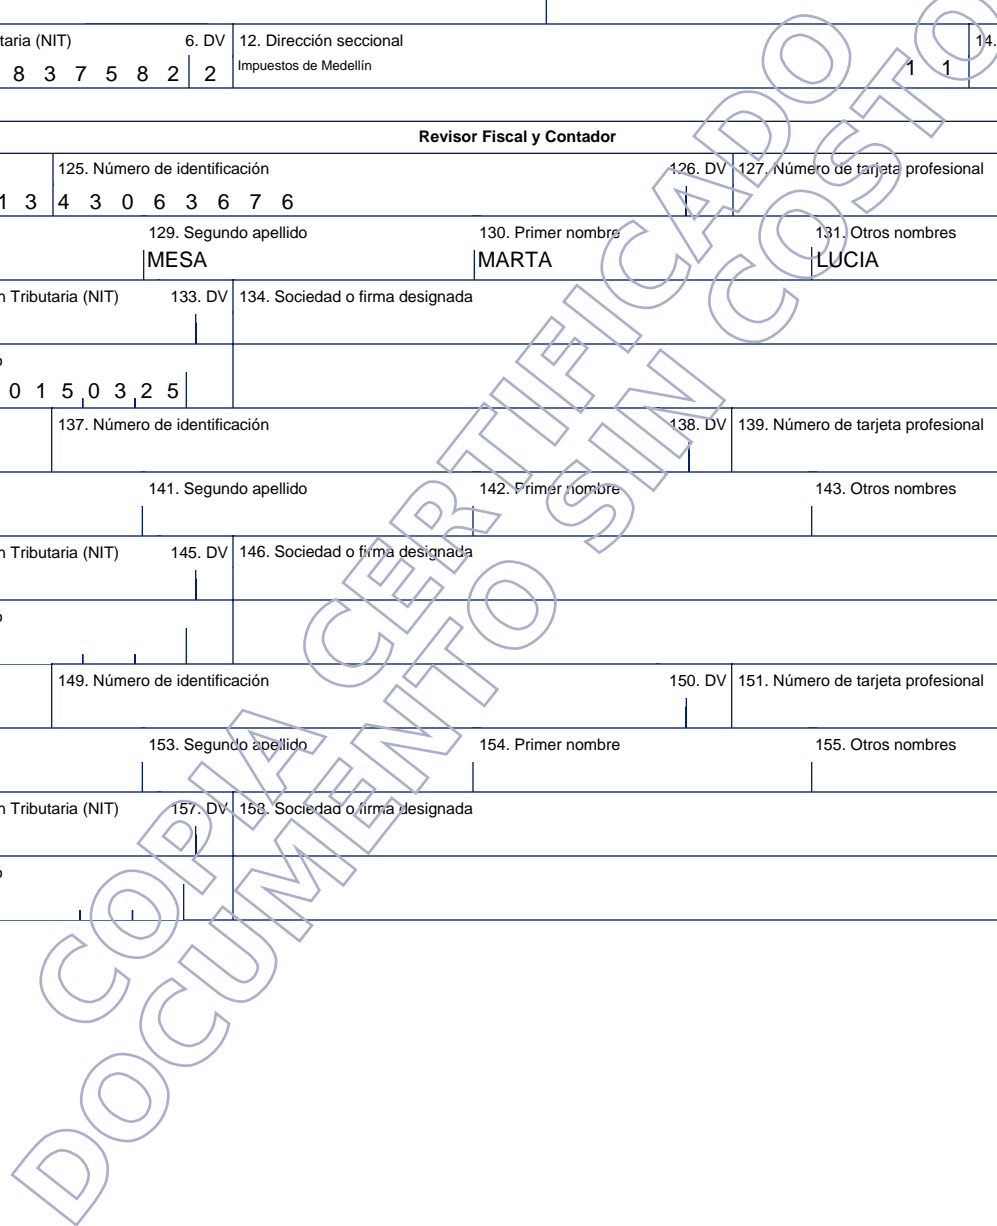 taria (NIT) 6. DV 12. Dirección seccional 14.
8 3 7 5 8 2 2 Impuestos de Medellín 1 1
Revisor Fiscal y Contador
125. Número de identificación 126. DV 127. Número de tarjeta profesional
1 3 4 3 0 6 3 6 7 6
129. Segundo apellido 130. Primer nombre 131. Otros nombres
MESA MARTA LUCIA
n Tributaria (NIT) 133. DV 134. Sociedad o firma designada
o
0 1 5 0 3 2 5
137. Número de identificación 138. DV 139. Número de tarjeta profesional
141. Segundo apellido 142. Primer nombre 143. Otros nombres
n Tributaria (NIT) 145. DV 146. Sociedad o firma designada
o
149. Número de identificación 150. DV 151. Número de tarjeta profesional
153. Segundo apellido 154. Primer nombre 155. Otros nombres
n Tributaria (NIT) 157. DV 158. Sociedad o firma designada
o
COPIA CERTIFICADO
DOCUMENTO SIN COSTO